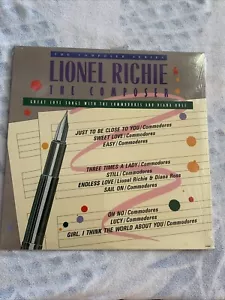 THE COMPOSER SERIES
LIONEL RICHIE
THE COMPOSER
GREAT LOVE SONGS WITH THE COMMODORES AND DIANA ROSS
JUST TO BE CLOSE TO YOU/Commodores
SWEET LOVE/Commodores
EASY/Commodores
THREE TIMES A LADY/Commodores
STILL/Commodores
ENDLESS LOVE/Lionel Richie & Diana Ross
SAIL ON/Commodores
OH NO/Commodores
LUCY/Commodores
GIRL, I THINK THE WORLD ABOUT YOU/Commodores